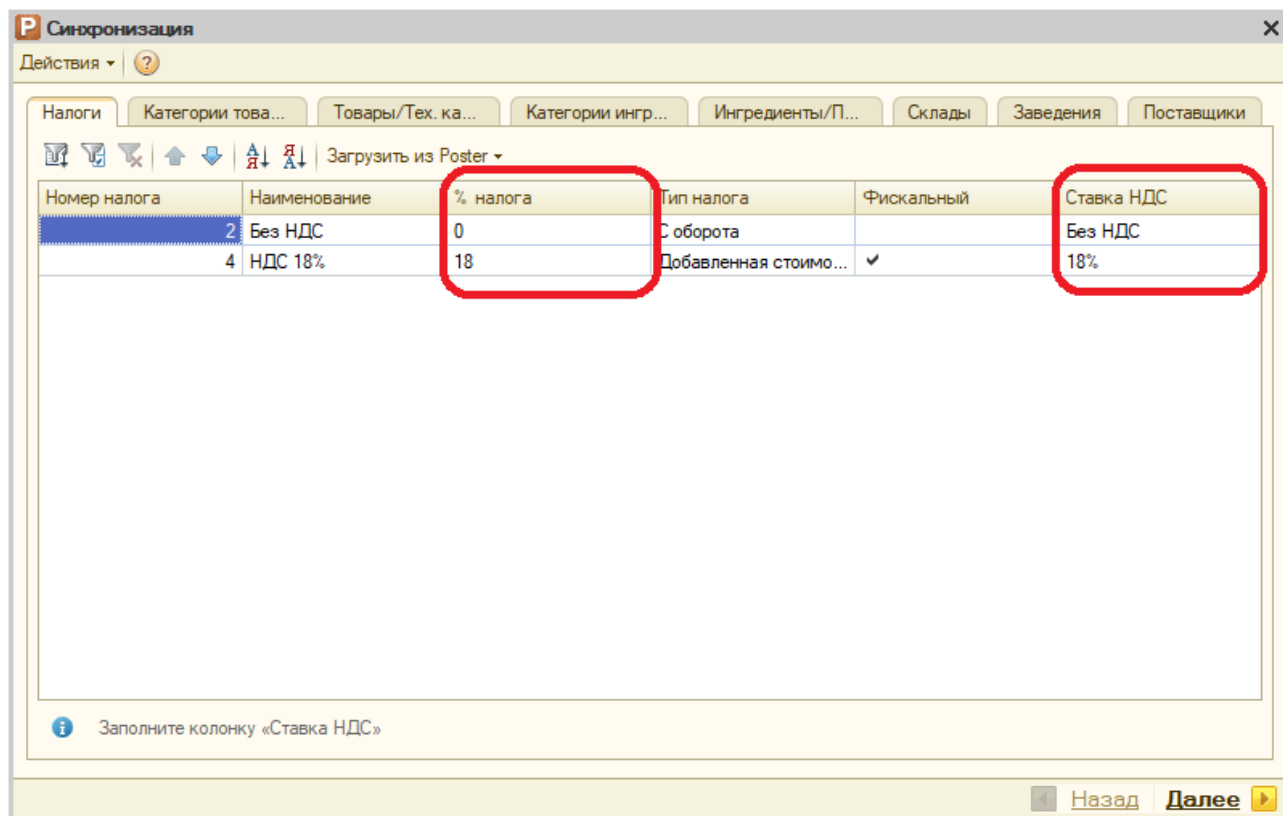 Синхронизация
Действия
Налоги Категории това... Товары/Тех. ка... Категории ингр... Ингредиенты/П... Склады Заведения Поставщики
Загрузить из Poster
Номер налога Наименование % налога Тип налога Фискальный Ставка НДС
2 Без НДС 0 С оборота Без НДС
4 НДС 18% 18 Добавленная стоимо... 18%
Заполните колонку «Ставка НДС»
Назад Далее